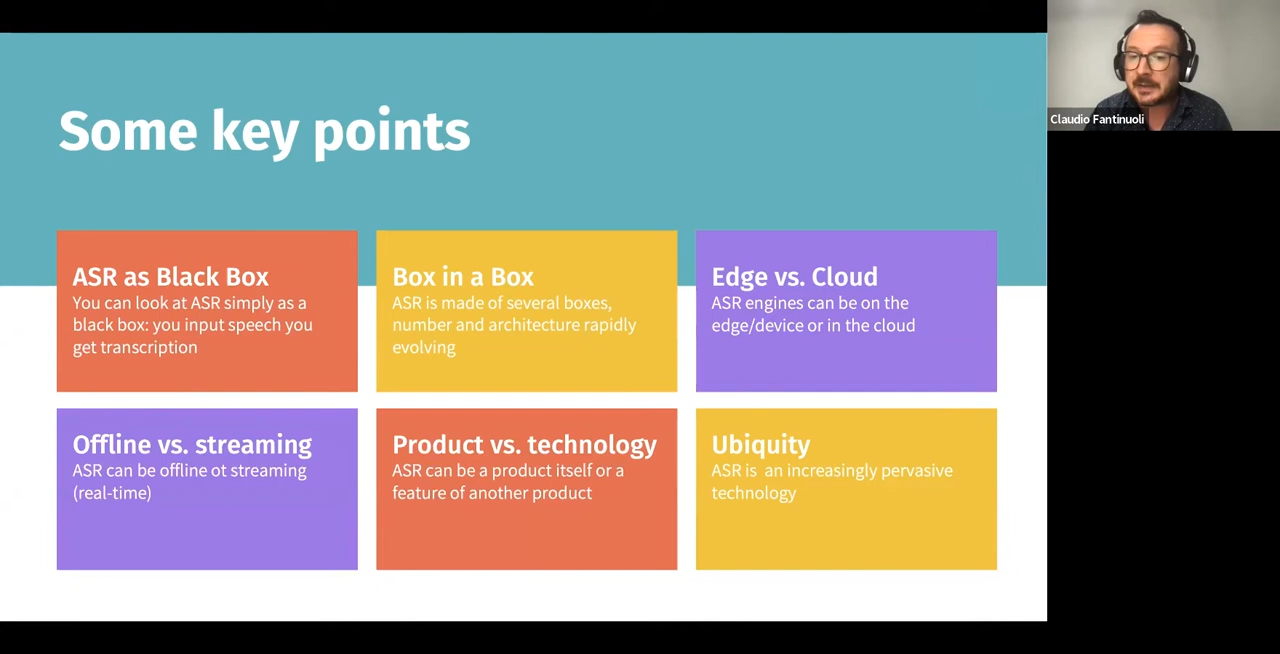 Some key points
Claudio Fantinuoli
ASR as Black Box
You can look at ASR simply as a
black box: you input speech you
get transcription
Box in a Box
ASR is made of several boxes,
number and architecture rapidly
evolving
Edge vs. Cloud
ASR engines can be on the
edge/device or in the cloud
Offline vs. streaming
ASR can be offline ot streaming
(real-time)
Product vs. technology
ASR can be a product itself or a
feature of another product
Ubiquity
ASR is  an increasingly pervasive
technology